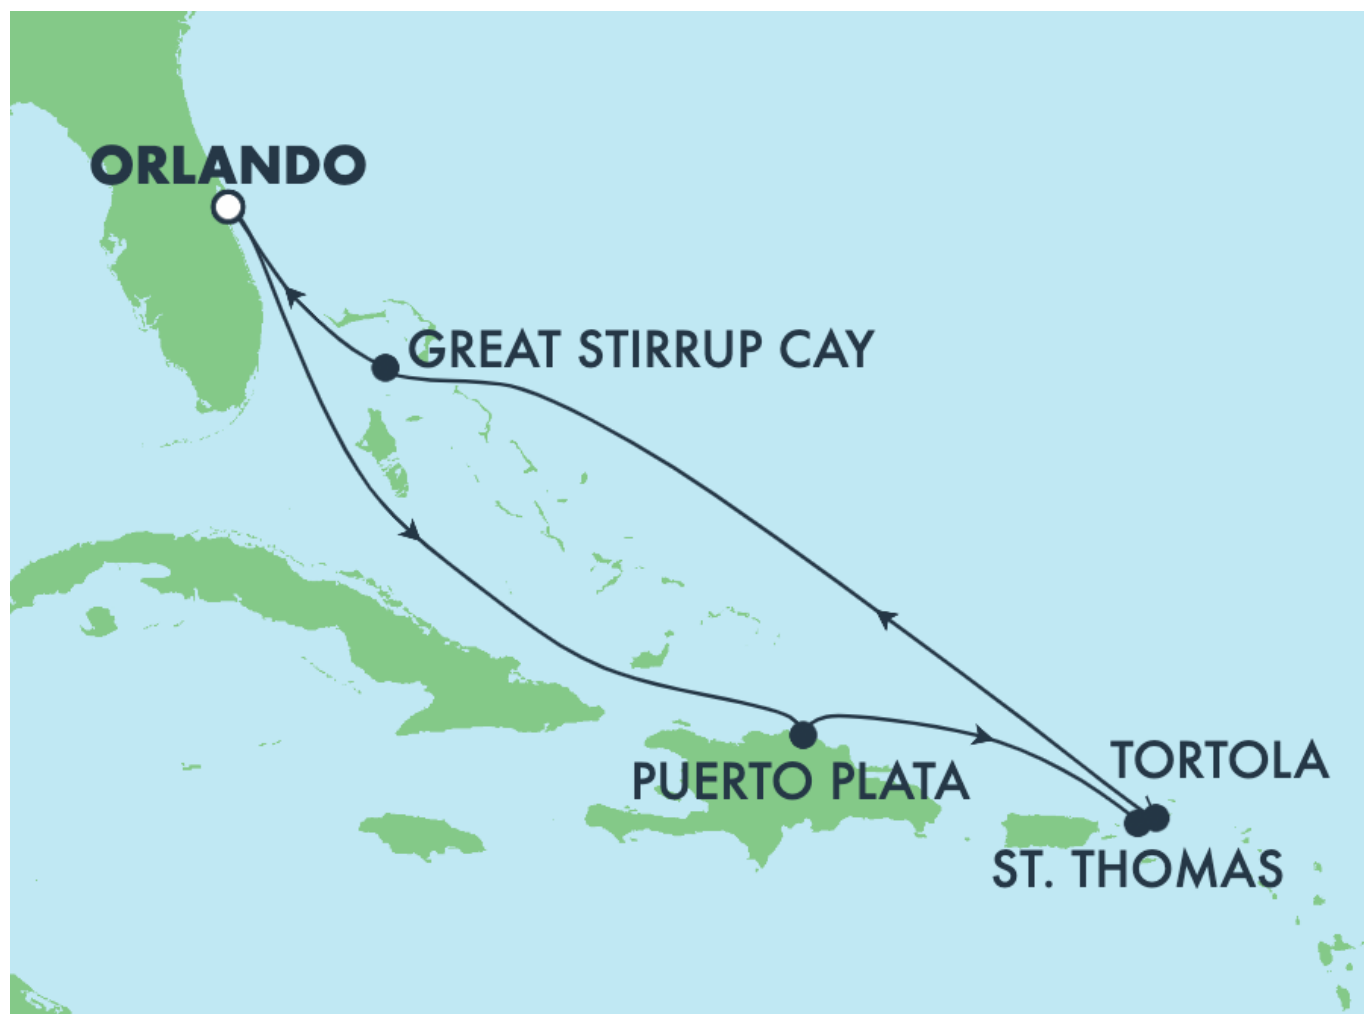 ORLANDO
GREAT STIRRUP CAY
TORTOLA
PUERTO PLATA
ST. THOMAS